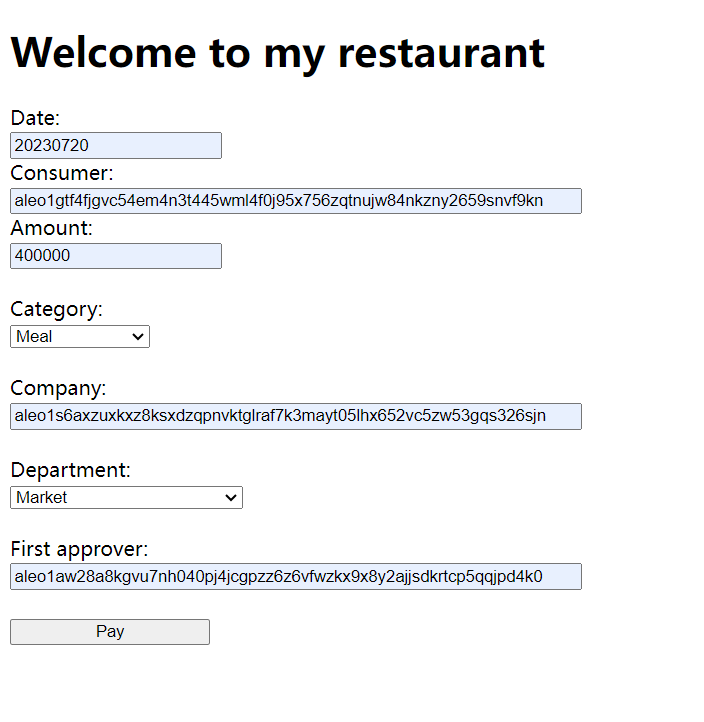 Welcome to my restaurant
Date:
20230720
Consumer:
aleo1gtf4fjgvc54em4n3t445wml4f0j95x756zqtnujw84nkzny2659snvf9kn
Amount:
400000
Category:
Meal
Company:
aleo1s6axzuxkxz8ksxdzqpnvktglraf7k3mayt05lhx652vc5zw53gqs326sjn
Department:
Market
First approver:
aleo1aw28a8kgvu7nh040pj4jcgpzz6z6vfwzkx9x8y2ajjsdkrtcp5qqjpd4k0
Pay